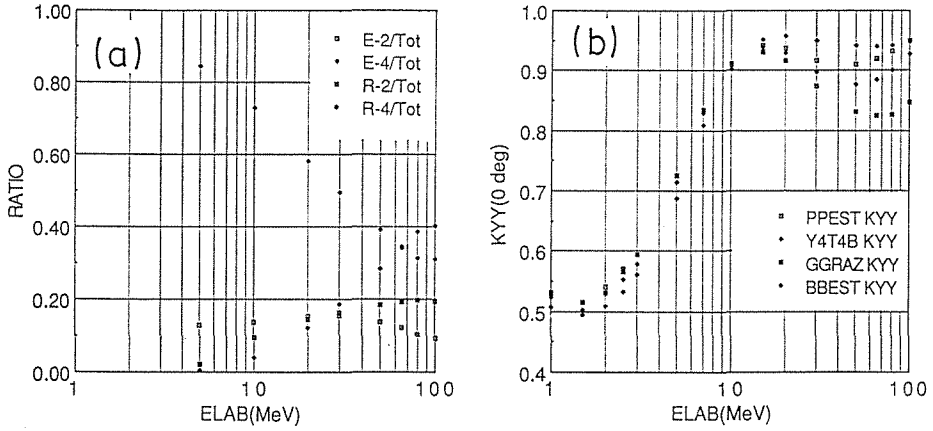 (a)
E-2/Tot
E-4/Tot
R-2/Tot
R-4/Tot
RATIO
1.00
0.80
0.60
0.40
0.20
0.00
1
10
100
ELAB(MeV)
(b)
PPEST KYY
Y4T4B KYY
GGRAZ KYY
BBEST KYY
KYY(0 deg)
1.0
0.9
0.8
0.7
0.6
0.5
0.4
1
10
100
ELAB(MeV)